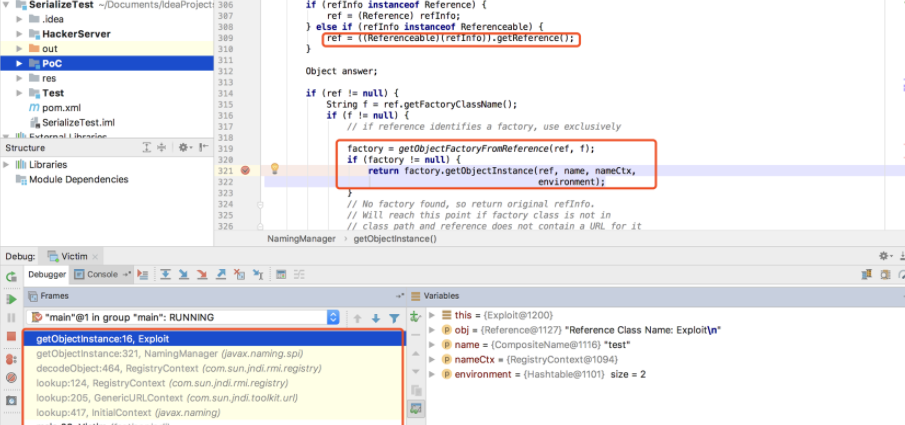 SerializeTest ~/Documents/IdeaProject
.idea
HackerServer
out
PoC
res
Test
pom.xml
SerializeTest.iml
External Libraries
Structure
Libraries
Module Dependencies
306 if (refInfo instanceof Reference) {
307 ref = (Reference) refInfo;
308 } else if (refInfo instanceof Referenceable) {
309 ref = ((Referenceable)(refInfo)).getReference();
310 }
311
312 Object answer;
313
314 if (ref != null) {
315 String f = ref.getFactoryClassName();
316 if (f != null) {
317 // if reference identifies a factory, use exclusively
318
319 factory = getObjectFactoryFromReference(ref, f);
320 if (factory != null) {
321 return factory.getObjectInstance(ref, name, nameCtx,
322 environment);
323 }
324 // No factory found, so return original refInfo.
325 // Will reach this point if factory class is not in
326 // class path and reference does not contain a URL for it
NamingManager › getObjectInstance()
Debug: Victim
Debugger Console
Frames
"main"@1 in group "main": RUNNING
getObjectInstance:16, Exploit
getObjectInstance:321, NamingManager (javax.naming.spi)
decodeObject:464, RegistryContext (com.sun.jndi.rmi.registry)
lookup:124, RegistryContext (com.sun.jndi.rmi.registry)
lookup:205, GenericURLContext (com.sun.jndi.toolkit.url)
lookup:417, InitialContext (javax.naming)
Variables
this = {Exploit@1200}
obj = {Reference@1127} "Reference Class Name: Exploit\n"
name = {CompositeName@1116} "test"
nameCtx = {RegistryContext@1094}
environment = {Hashtable@1101} size = 2